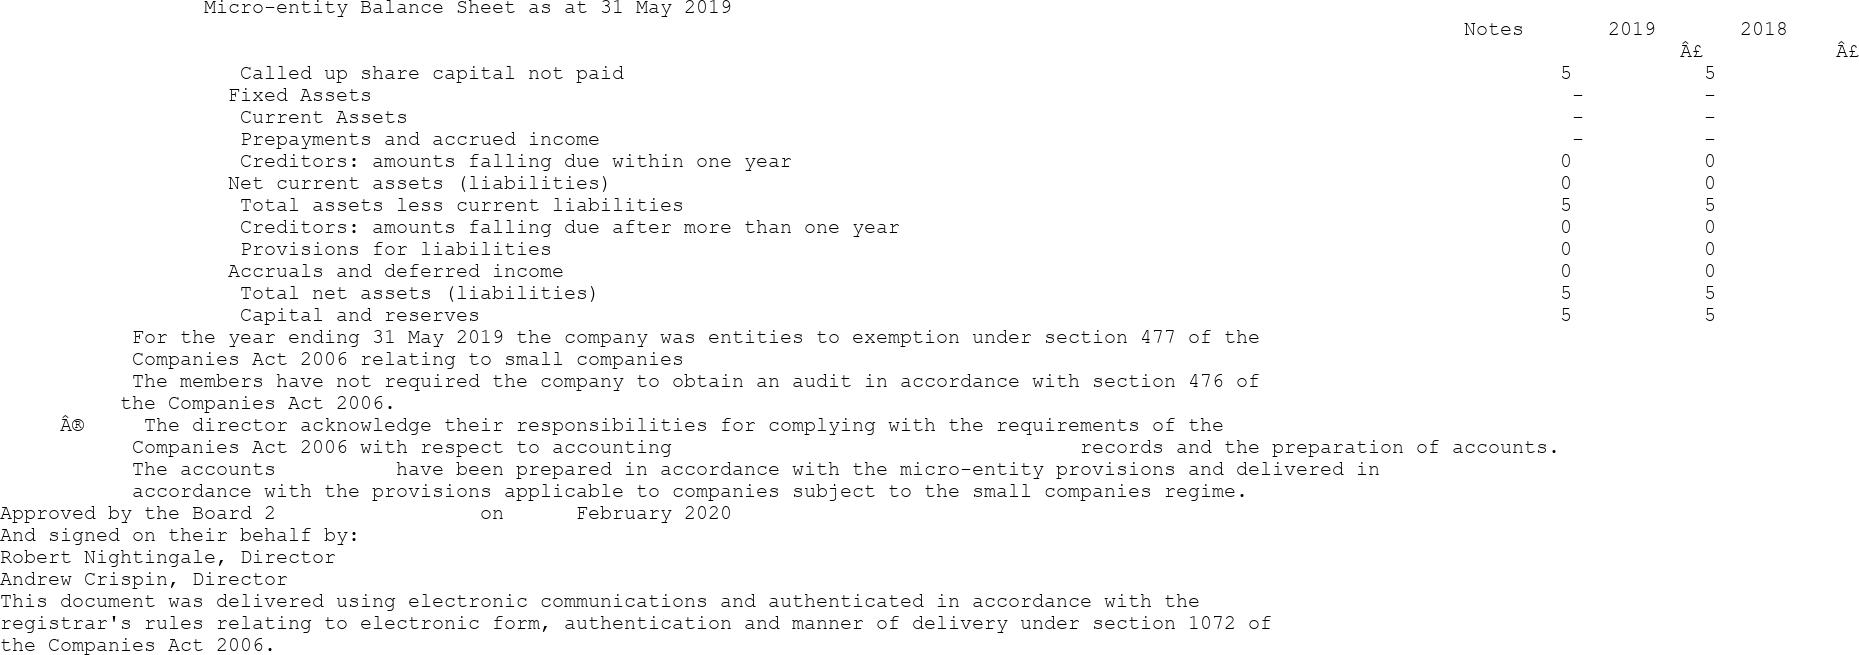 Micro-entity Balance Sheet as at 31 May 2019
Notes 2019 2018
Â£ Â£
Called up share capital not paid 5 5
Fixed Assets - -
Current Assets - -
Prepayments and accrued income - -
Creditors: amounts falling due within one year 0 0
Net current assets (liabilities) 0 0
Total assets less current liabilities 5 5
Creditors: amounts falling due after more than one year 0 0
Provisions for liabilities 0 0
Accruals and deferred income 0 0
Total net assets (liabilities) 5 5
Capital and reserves 5 5
For the year ending 31 May 2019 the company was entities to exemption under section 477 of the
Companies Act 2006 relating to small companies
The members have not required the company to obtain an audit in accordance with section 476 of
the Companies Act 2006.
Â® The director acknowledge their responsibilities for complying with the requirements of the
Companies Act 2006 with respect to accounting records and the preparation of accounts.
The accounts have been prepared in accordance with the micro-entity provisions and delivered in
accordance with the provisions applicable to companies subject to the small companies regime.
Approved by the Board 2 on February 2020
And signed on their behalf by:
Robert Nightingale, Director
Andrew Crispin, Director
This document was delivered using electronic communications and authenticated in accordance with the
registrar's rules relating to electronic form, authentication and manner of delivery under section 1072 of
the Companies Act 2006.